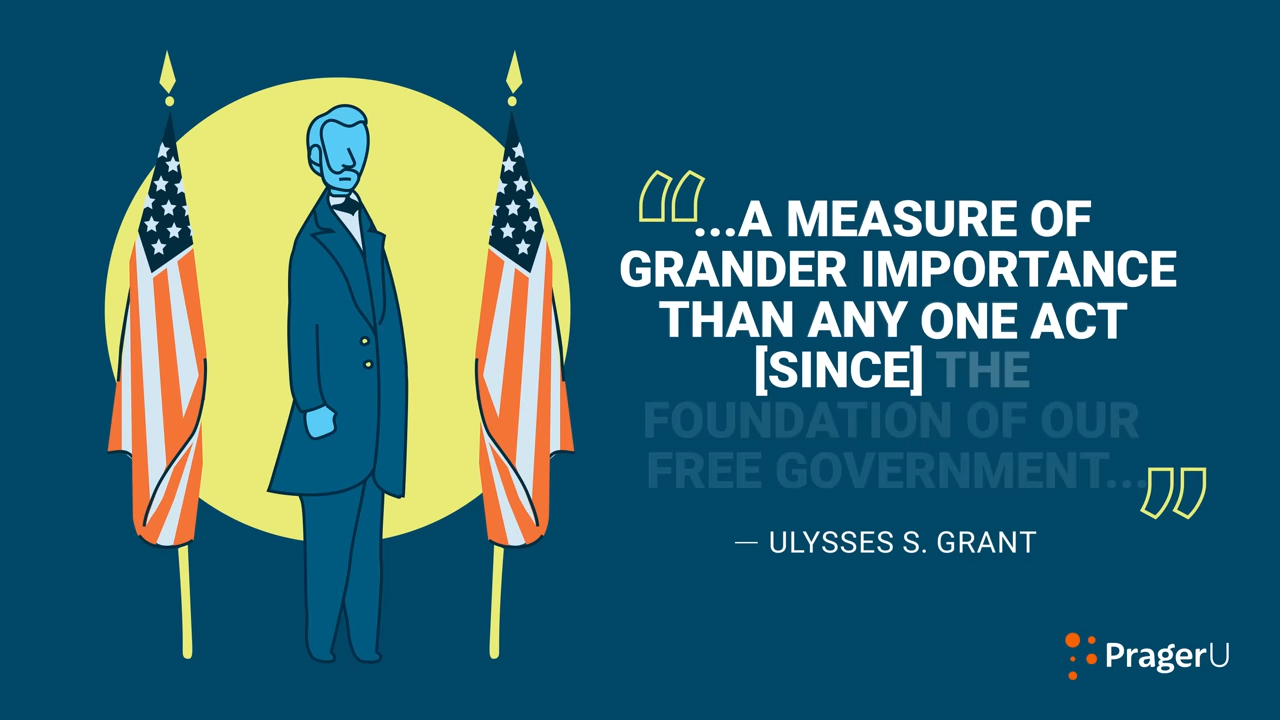 “...A MEASURE OF
GRANDER IMPORTANCE
THAN ANY ONE ACT
[SINCE] THE
FOUNDATION OF OUR
FREE GOVERNMENT...”
— ULYSSES S. GRANT
PragerU